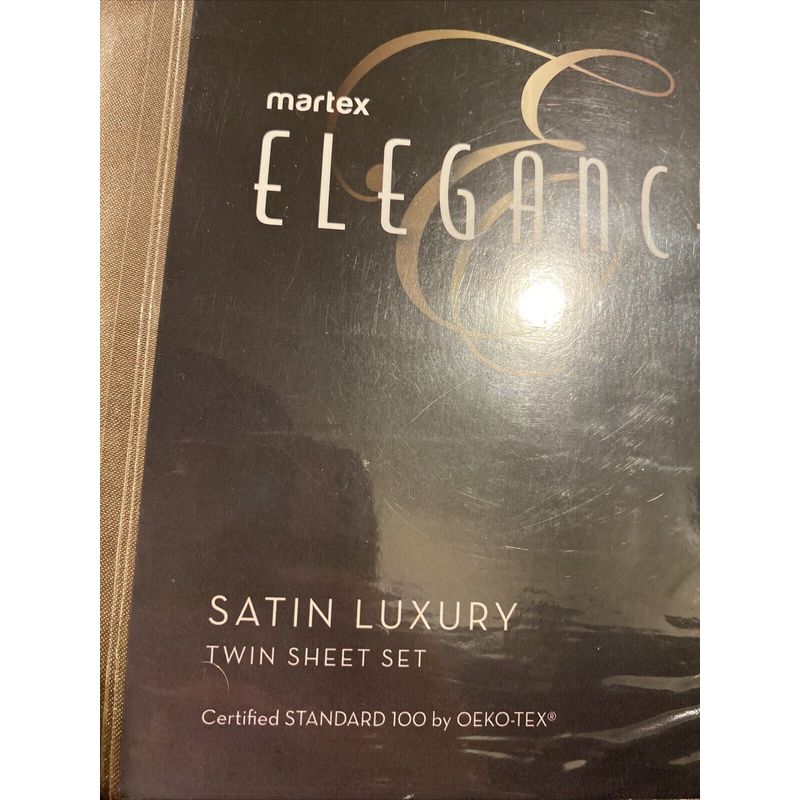 martex
ELEGANC
SATIN LUXURY
TWIN SHEET SET
Certified STANDARD 100 by OEKO-TEX®